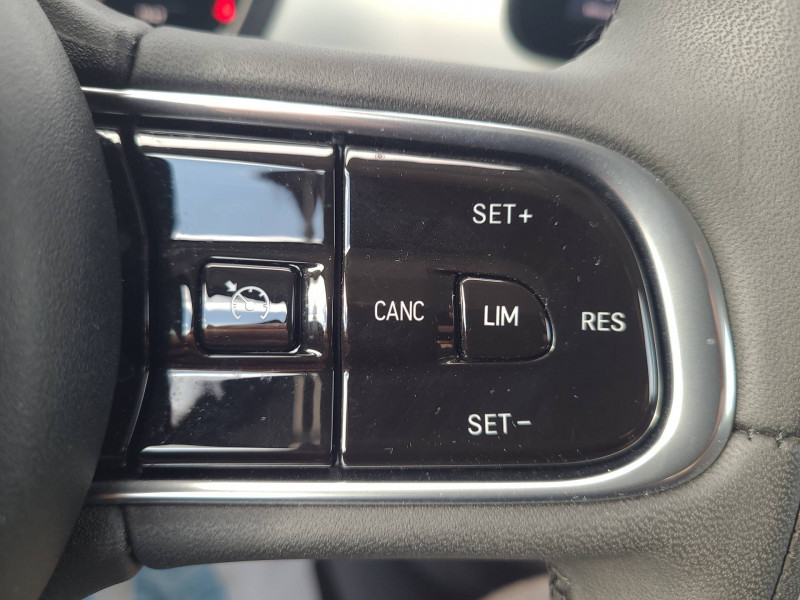 SET+
CANC
LIM
RES
SET-